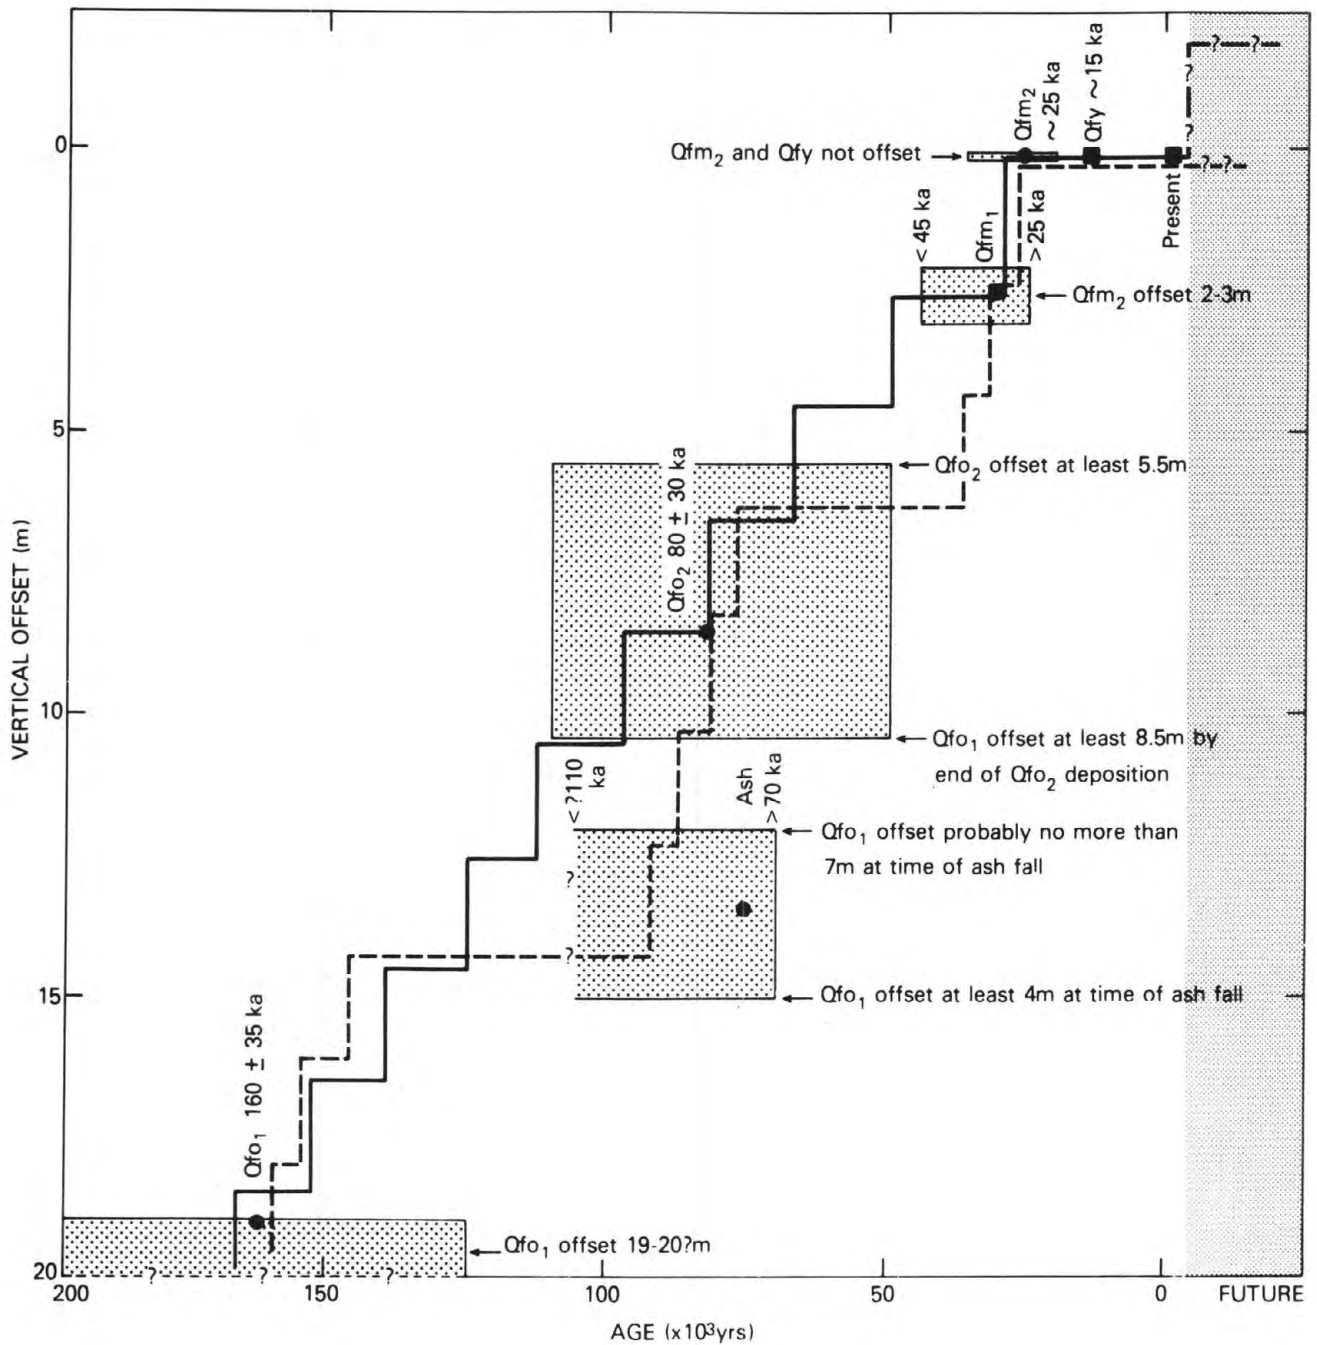 0
5
10
15
20
VERTICAL OFFSET (m)
200
150
100
50
0
FUTURE
AGE (x10³yrs)
Qfm₂ and Qfy not offset
Qfm₂
~25 ka
Qfy ~15 ka
Present
?
?
?
?
?
?
?
<45 ka
Qfm₁
>25 ka
Qfm₂ offset 2-3m
Qfo₂ 80 ± 30 ka
Qfo₂ offset at least 5.5m
Qfo₁ offset at least 8.5m by
end of Qfo₂ deposition
<?110
ka
Ash
>70 ka
Qfo₁ offset probably no more than
7m at time of ash fall
?
?
Qfo₁ offset at least 4m at time of ash fall
Qfo₁ 160 ± 35 ka
Qfo₁ offset 19-20?m
?
?
?